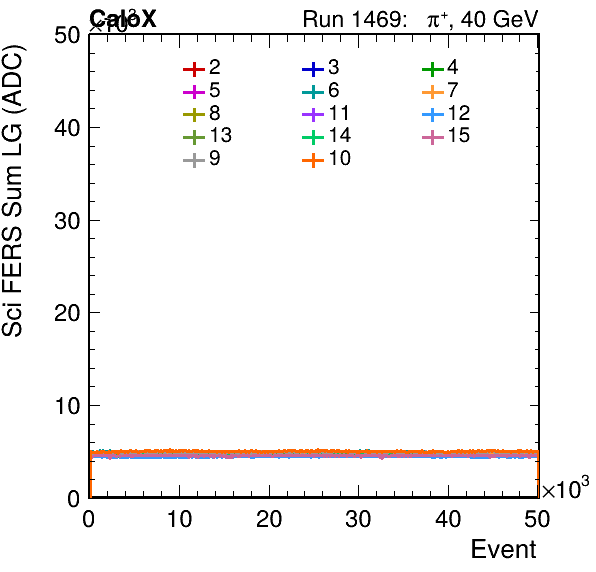 CaloX Run 1469: π⁺, 40 GeV
×10³
Sci FERS Sum LG (ADC)
50
40
30
20
10
0
2 3 4
5 6 7
8 11 12
13 14 15
9 10
0 10 20 30 40 50
×10³
Event